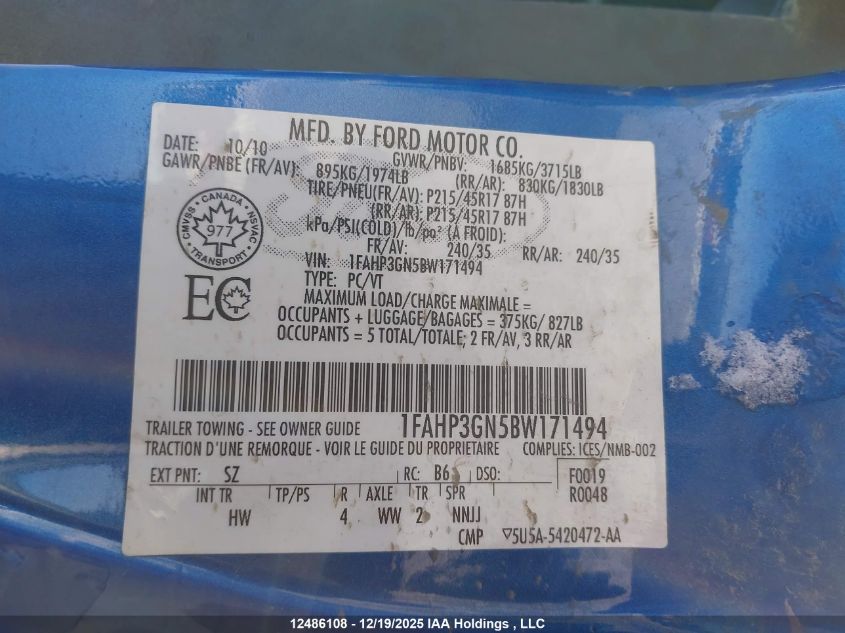 MFD. BY FORD MOTOR CO.
DATE: 10/10 GVWR/PNBV: 1685KG/3715LB
GAWR/PNBE (FR/AV): 895KG/1974LB (RR/AR): 830KG/1830LB
TIRE/PNEU(FR/AV): P215/45R17 87H
(RR/AR): P215/45R17 87H
kPa/PSI(COLD)/lb/po² (À FROID):
FR/AV: 240/35 RR/AR: 240/35
VIN: 1FAHP3GN5BW171494
TYPE: PC/VT
CANADA
CMVSS NSVAC
977
TRANSPORT
EC
MAXIMUM LOAD/CHARGE MAXIMALE =
OCCUPANTS + LUGGAGE/BAGAGES = 375KG/ 827LB
OCCUPANTS = 5 TOTAL/TOTALE; 2 FR/AV, 3 RR/AR
TRAILER TOWING - SEE OWNER GUIDE 1FAHP3GN5BW171494
TRACTION D'UNE REMORQUE - VOIR LE GUIDE DU PROPRIETAIRE COMPLIES: ICES/NMB-002
EXT PNT: SZ RC: B6 DSO: F0019
INT TR TP/PS R AXLE TR SPR R0048
HW 4 WW 2 NNJJ
CMP ▽5U5A-5420472-AA
12486108 - 12/19/2025 IAA Holdings , LLC